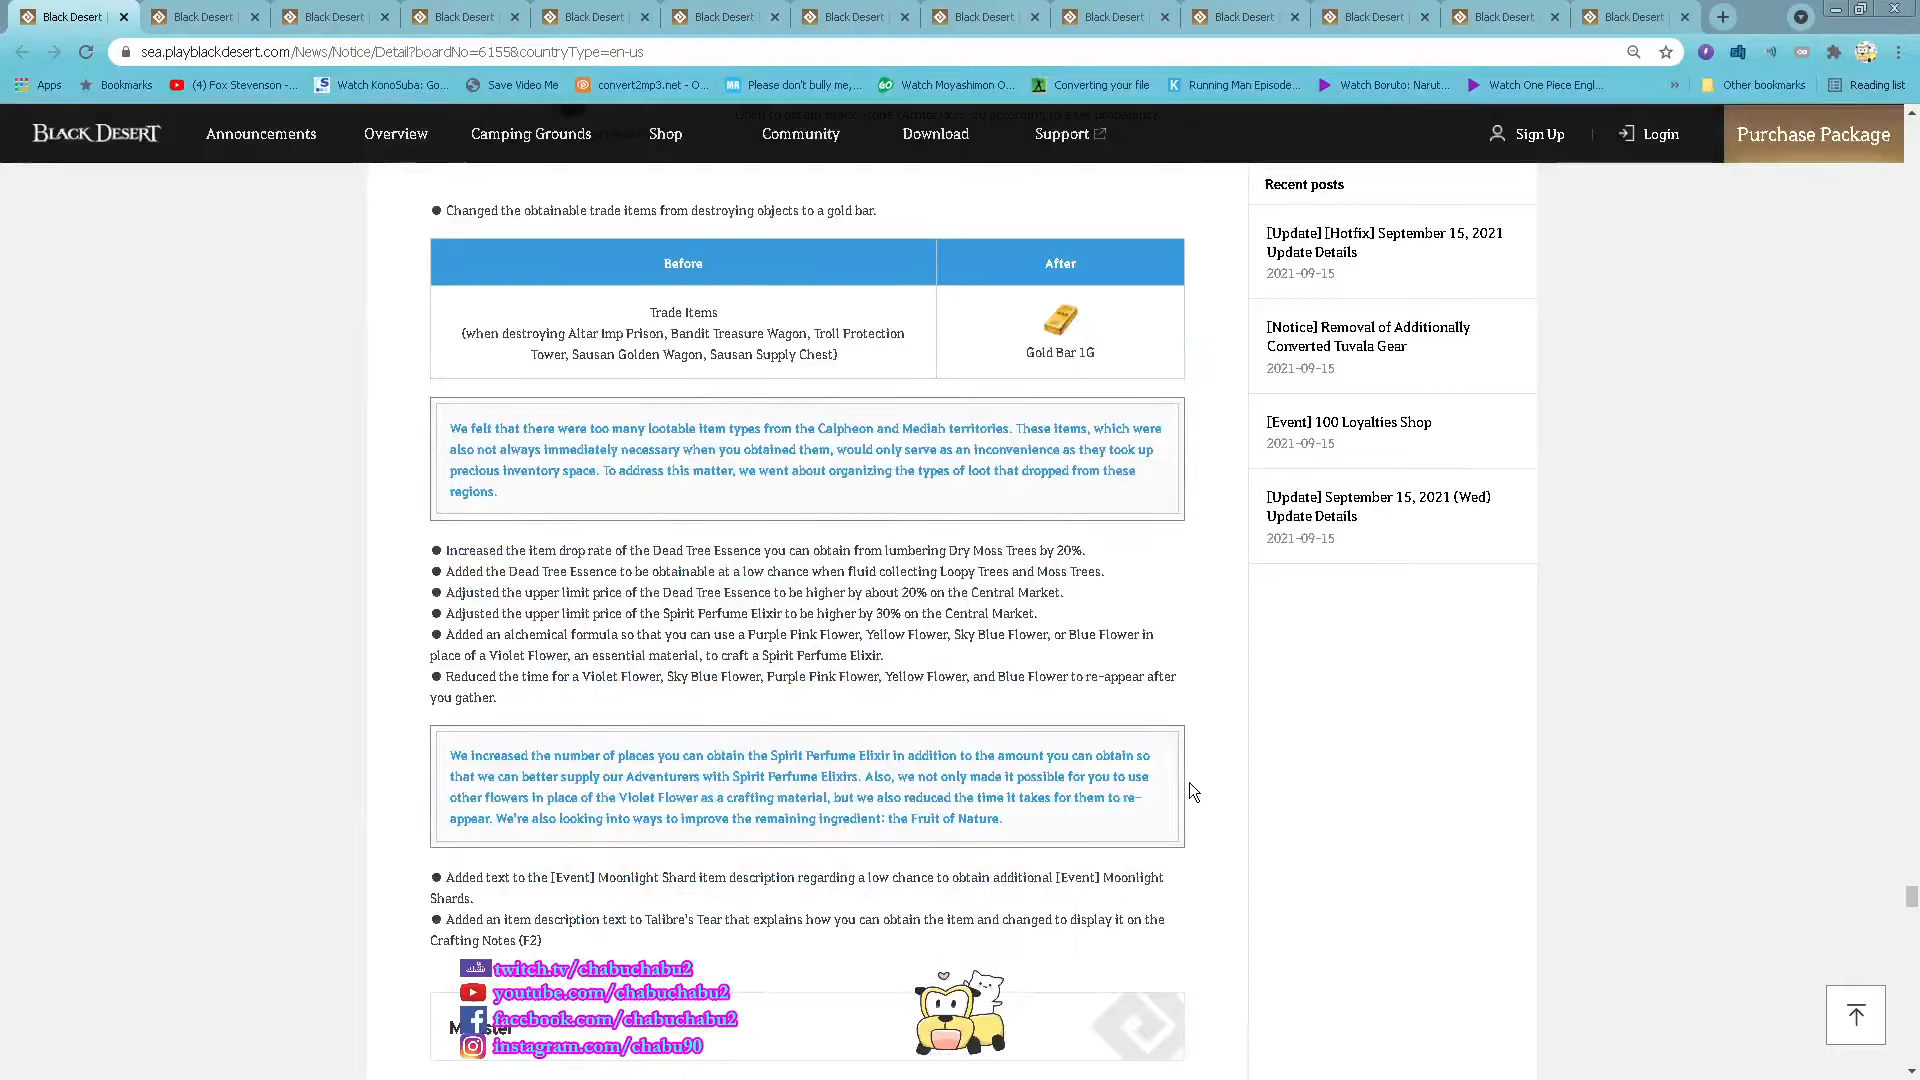 Black Desert
Black Desert
Black Desert
Black Desert
Black Desert
Black Desert
Black Desert
Black Desert
Black Desert
Black Desert
Black Desert
Black Desert
Black Desert
sea.playblackdesert.com/News/Notice/Detail?boardNo=6155&countryType=en-us
Apps
Bookmarks
(4) Fox Stevenson -...
Watch KonoSuba: Go...
Save Video Me
convert2mp3.net - O...
Please don't bully me,...
Watch Moyashimon O...
Converting your file
Running Man Episode...
Watch Boruto: Narut...
Watch One Piece Engl...
»
Other bookmarks
Reading list
BLACK DESERT
Announcements
Overview
Camping Grounds
Shop
Community
Download
Support
Sign Up
Login
Purchase Package
● Changed the obtainable trade items from destroying objects to a gold bar.
Before
After
Trade Items
(when destroying Altar Imp Prison, Bandit Treasure Wagon, Troll Protection
Tower, Sausan Golden Wagon, Sausan Supply Chest)
Gold Bar 1G
We felt that there were too many lootable item types from the Calpheon and Mediah territories. These items, which were
also not always immediately necessary when you obtained them, would only serve as an inconvenience as they took up
precious inventory space. To address this matter, we went about organizing the types of loot that dropped from these
regions.
● Increased the item drop rate of the Dead Tree Essence you can obtain from lumbering Dry Moss Trees by 20%.
● Added the Dead Tree Essence to be obtainable at a low chance when fluid collecting Loopy Trees and Moss Trees.
● Adjusted the upper limit price of the Dead Tree Essence to be higher by about 20% on the Central Market.
● Adjusted the upper limit price of the Spirit Perfume Elixir to be higher by 30% on the Central Market.
● Added an alchemical formula so that you can use a Purple Pink Flower, Yellow Flower, Sky Blue Flower, or Blue Flower in
place of a Violet Flower, an essential material, to craft a Spirit Perfume Elixir.
● Reduced the time for a Violet Flower, Sky Blue Flower, Purple Pink Flower, Yellow Flower, and Blue Flower to re-appear after
you gather.
We increased the number of places you can obtain the Spirit Perfume Elixir in addition to the amount you can obtain so
that we can better supply our Adventurers with Spirit Perfume Elixirs. Also, we not only made it possible for you to use
other flowers in place of the Violet Flower as a crafting material, but we also reduced the time it takes for them to re-
appear. We're also looking into ways to improve the remaining ingredient: the Fruit of Nature.
● Added text to the [Event] Moonlight Shard item description regarding a low chance to obtain additional [Event] Moonlight
Shards.
● Added an item description text to Talibre's Tear that explains how you can obtain the item and changed to display it on the
Crafting Notes (F2)
twitch.tv/chabuchabu2
youtube.com/chabuchabu2
facebook.com/chabuchabu2
instagram.com/chabu90
Recent posts
[Update] [Hotfix] September 15, 2021
Update Details
2021-09-15
[Notice] Removal of Additionally
Converted Tuvala Gear
2021-09-15
[Event] 100 Loyalties Shop
2021-09-15
[Update] September 15, 2021 (Wed)
Update Details
2021-09-15